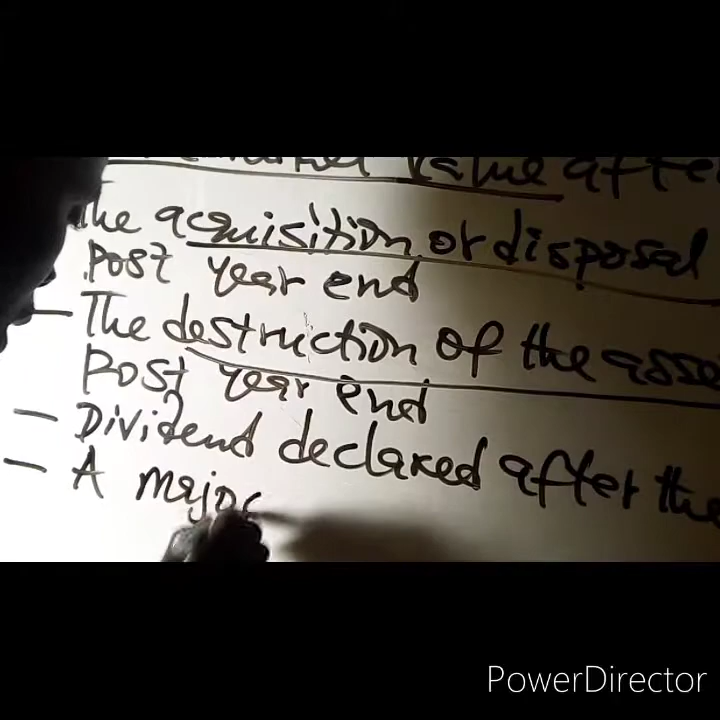 value after
The acquisition or disposal
Post year end
- The destruction of the asse
Post year end
- Dividend declared after the
- A major
PowerDirector